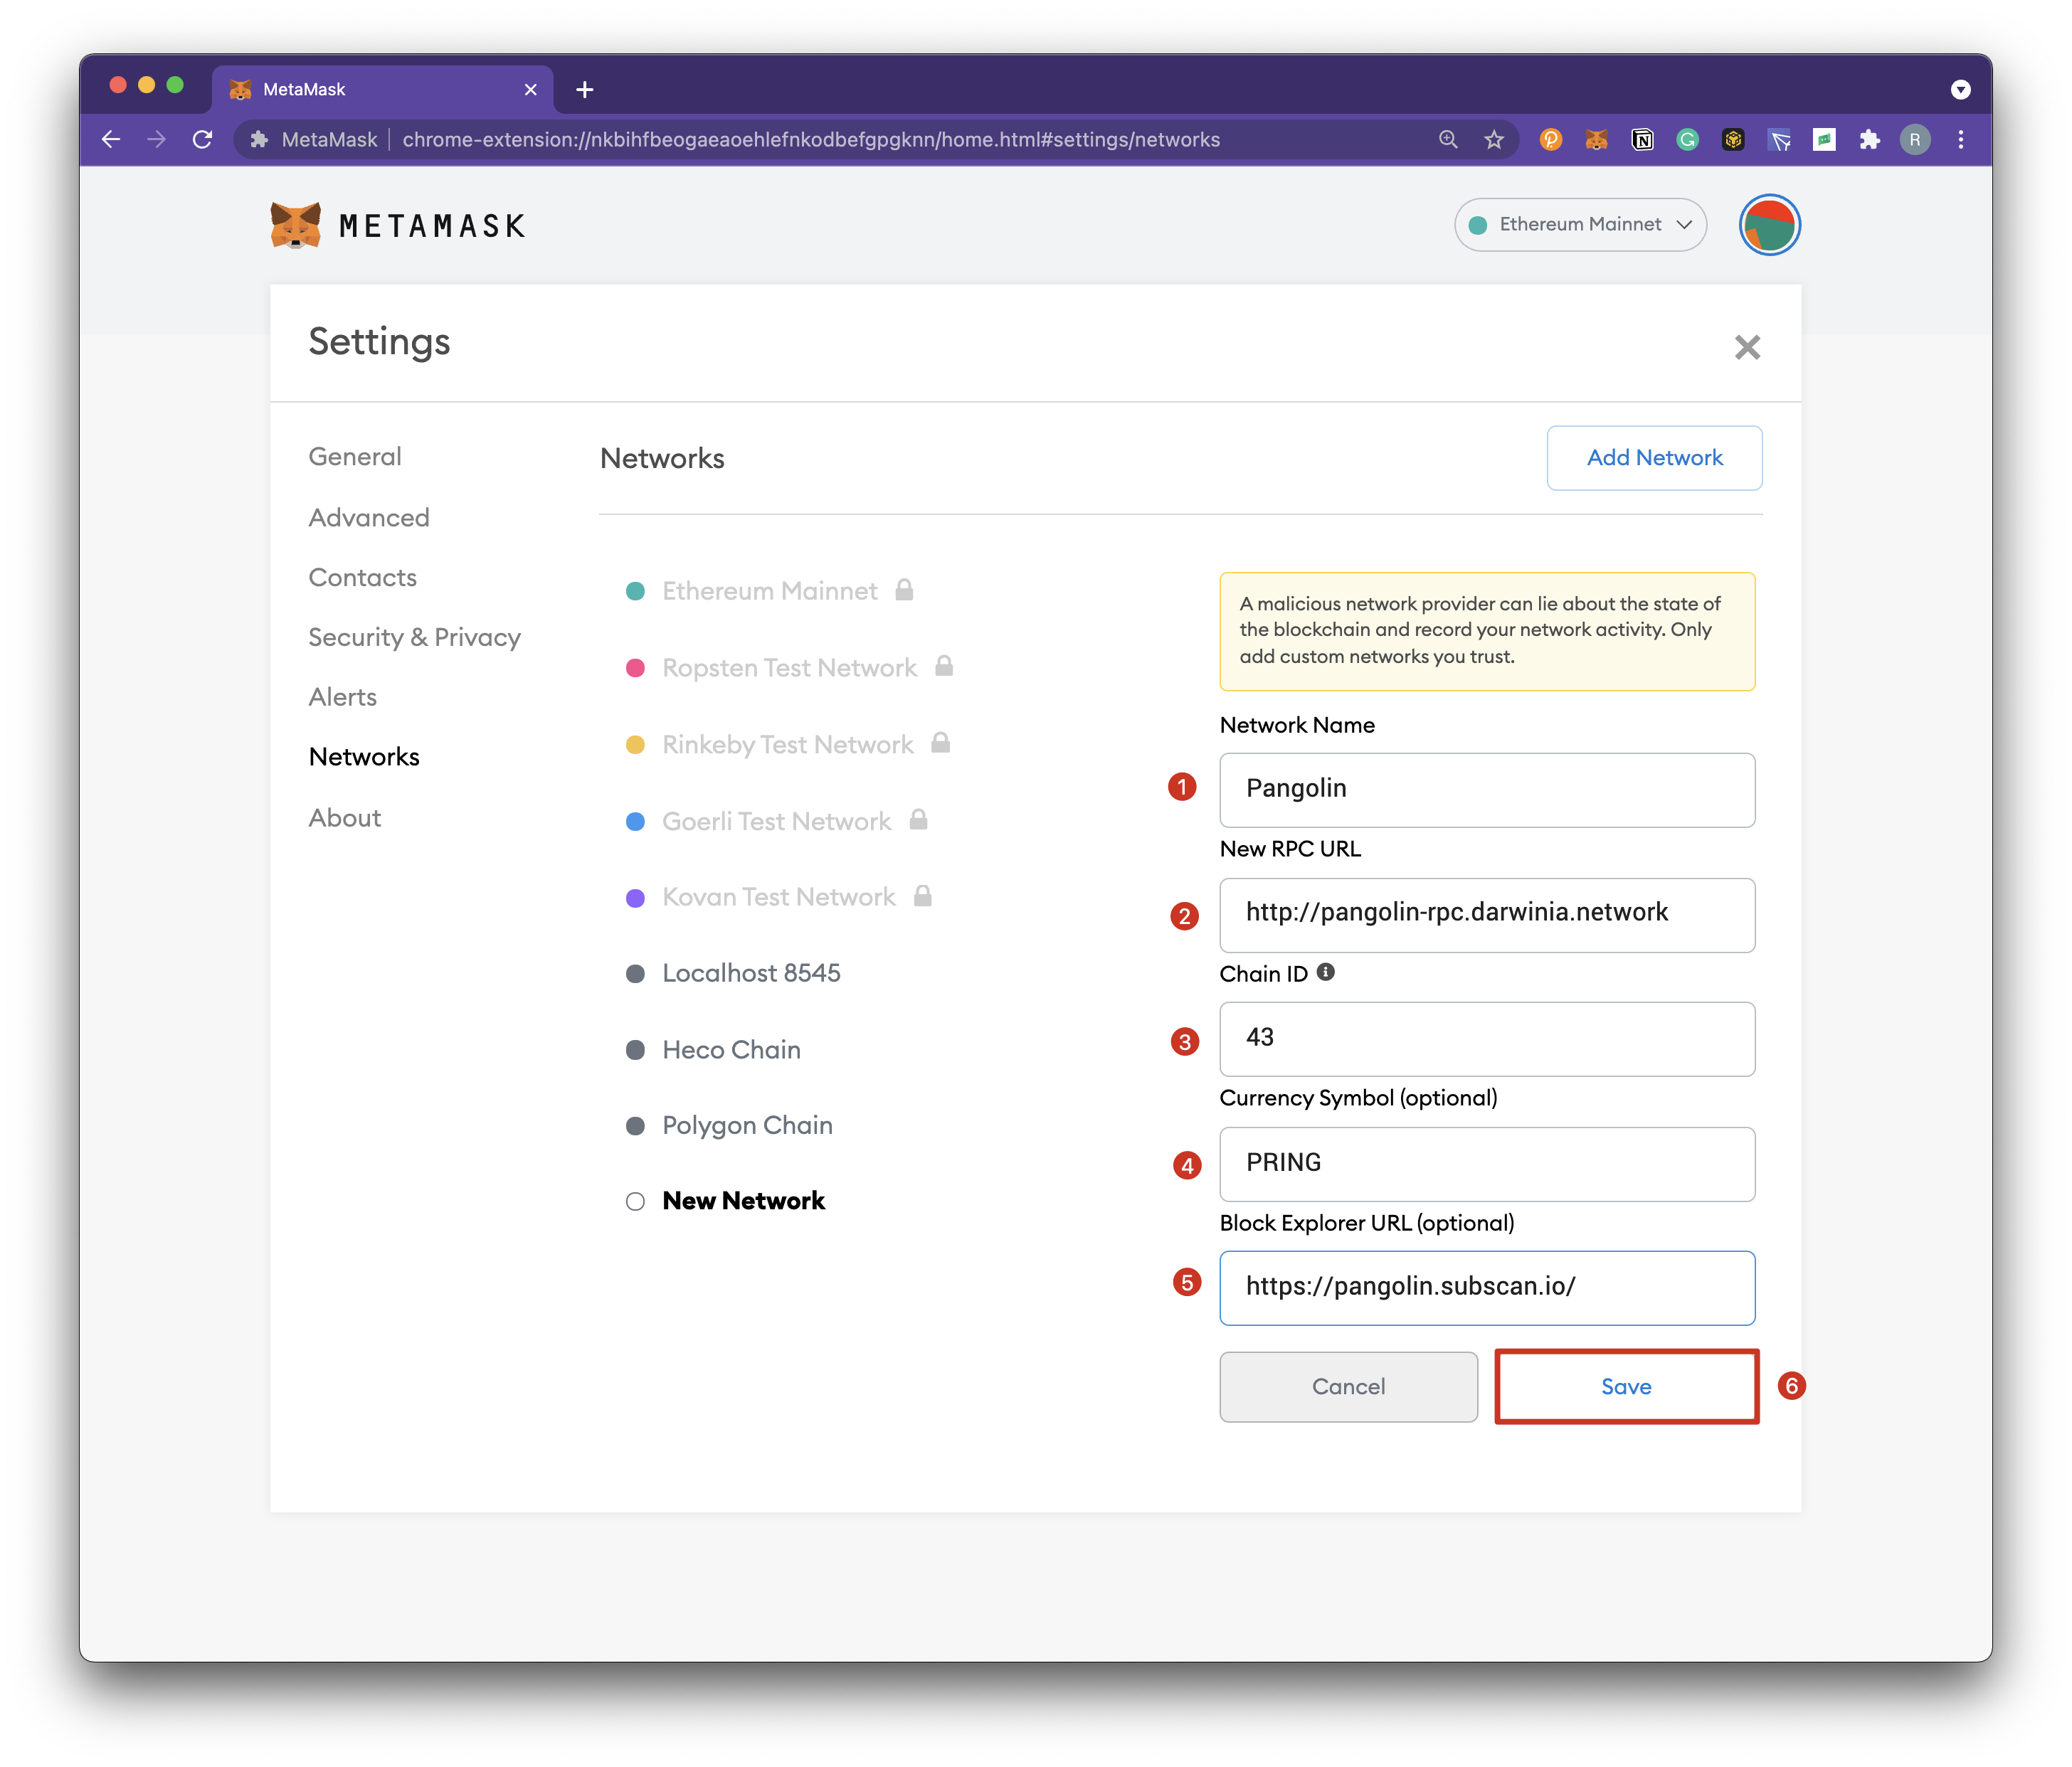 MetaMask
MetaMask chrome-extension://nkbihfbeogaeaoehlefnkodbefgpgknn/home.html#settings/networks
R
METAMASK
Ethereum Mainnet
Settings
General
Advanced
Contacts
Security & Privacy
Alerts
Networks
About
Networks
Add Network
Ethereum Mainnet
Ropsten Test Network
Rinkeby Test Network
Goerli Test Network
Kovan Test Network
Localhost 8545
Heco Chain
Polygon Chain
New Network
A malicious network provider can lie about the state of
the blockchain and record your network activity. Only
add custom networks you trust.
Network Name
1 Pangolin
New RPC URL
2 http://pangolin-rpc.darwinia.network
Chain ID
3 43
Currency Symbol (optional)
4 PRING
Block Explorer URL (optional)
5 https://pangolin.subscan.io/
Cancel
Save 6